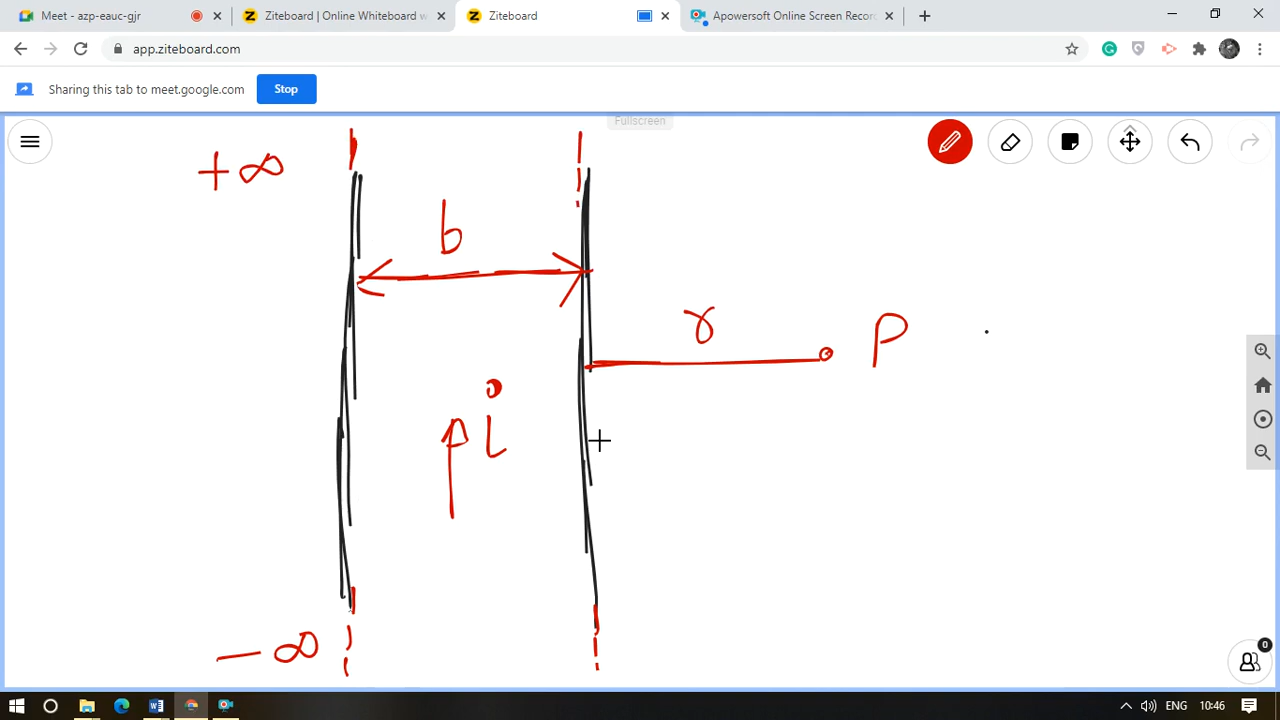 Meet - azp-eauc-gjr
Ziteboard | Online Whiteboard w
Ziteboard
Apowersoft Online Screen Recor
app.ziteboard.com
Sharing this tab to meet.google.com
Stop
Fullscreen
+∞
b
r
P
i
-∞
0
ENG
10:46